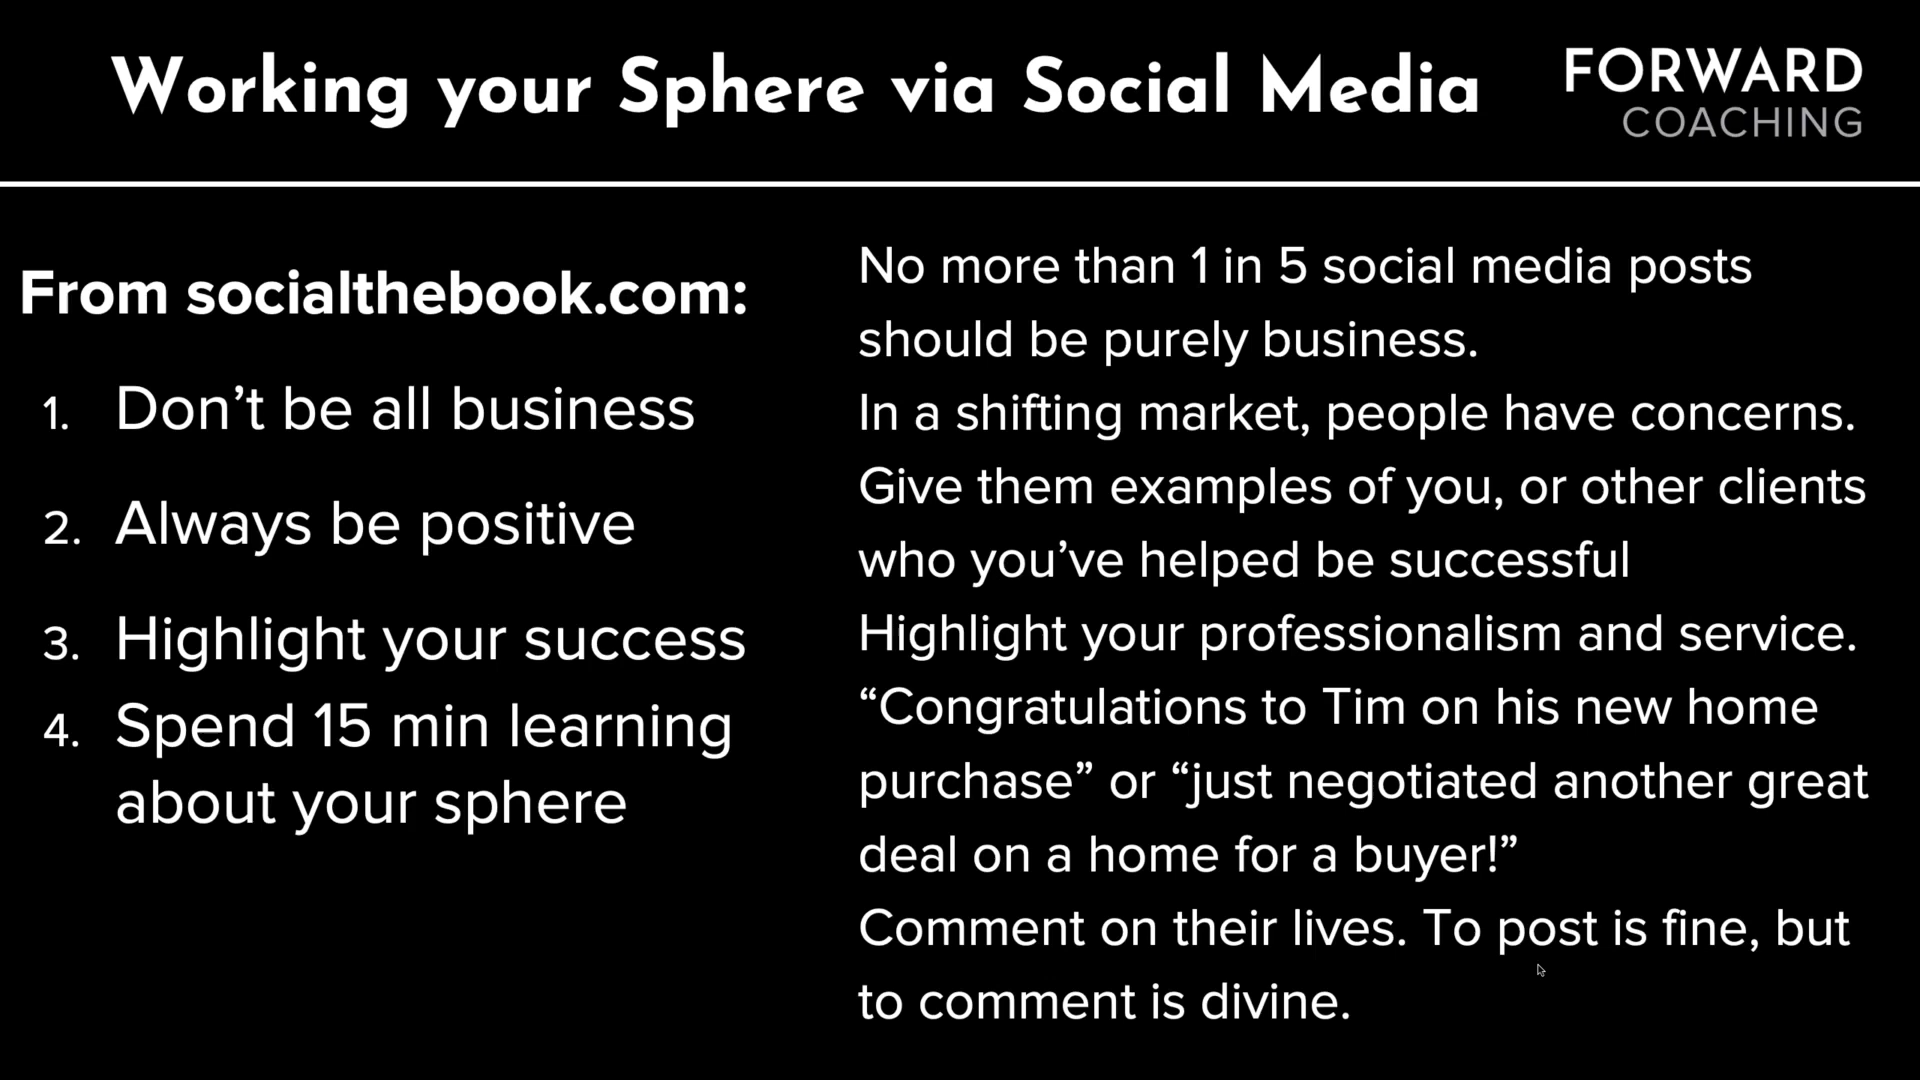 Working your Sphere via Social Media
FORWARD
COACHING
From socialthebook.com:
1. Don’t be all business
2. Always be positive
3. Highlight your success
4. Spend 15 min learning
about your sphere
No more than 1 in 5 social media posts
should be purely business.
In a shifting market, people have concerns.
Give them examples of you, or other clients
who you’ve helped be successful
Highlight your professionalism and service.
“Congratulations to Tim on his new home
purchase” or “just negotiated another great
deal on a home for a buyer!”
Comment on their lives. To post is fine, but
to comment is divine.